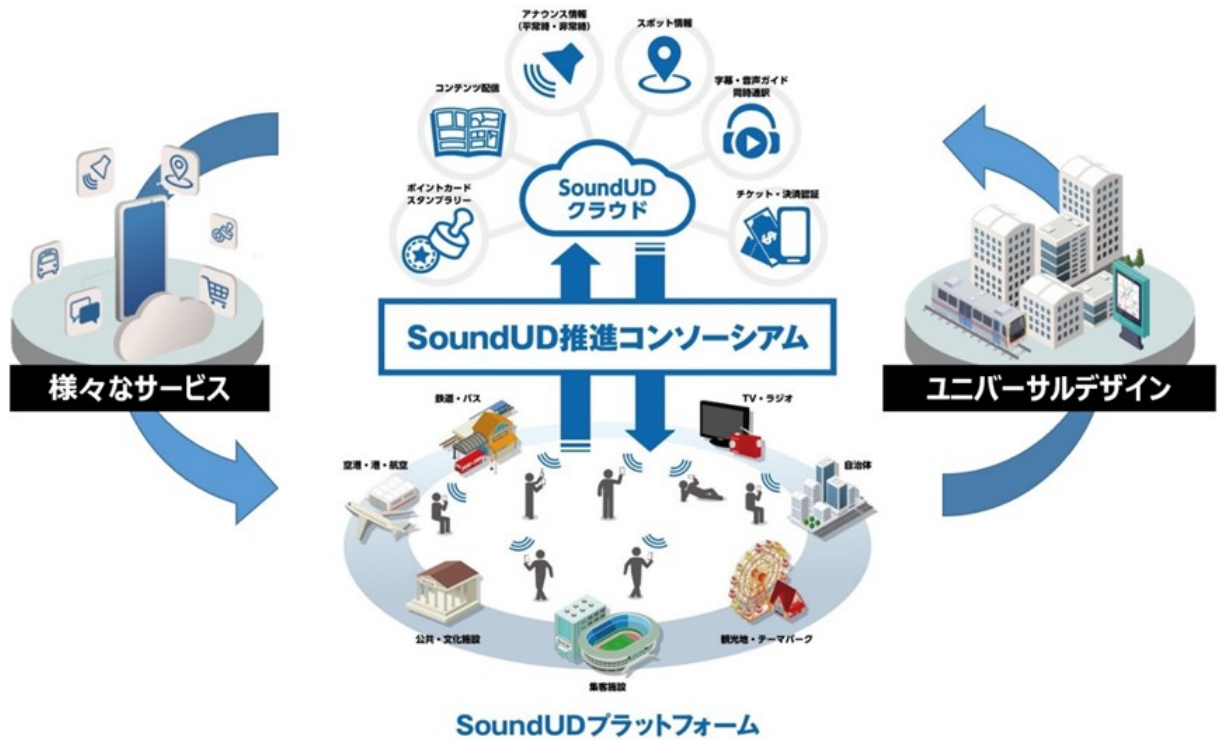 アナウンス情報
（平常時・非常時）
スポット情報
コンテンツ配信
字幕・音声ガイド
同時通訳
ポイントカード
スタンプラリー
SoundUD
クラウド
チケット・決済認証
SoundUD推進コンソーシアム
様々なサービス
ユニバーサルデザイン
鉄道・バス
TV・ラジオ
空港・港・航空
自治体
公共・文化施設
観光地・テーマパーク
集客施設
SoundUDプラットフォーム